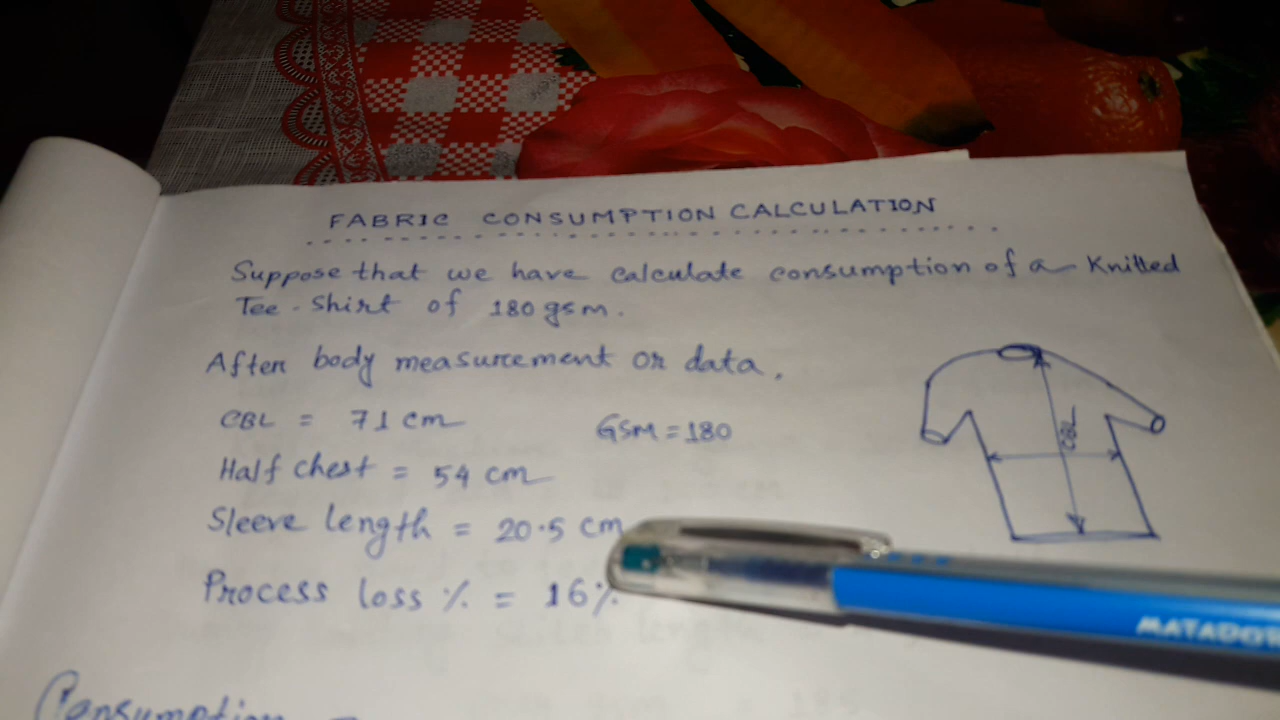 FABRIC CONSUMPTION CALCULATION
Suppose that we have calculate consumption of a Knitted
Tee-Shirt of 180 gsm.
After body measurement or data,
CBL = 71 cm
GSM = 180
Half chest = 54 cm
Sleeve length = 20.5 cm
Process loss % = 16%
CBL
MATADOR
Consumption =